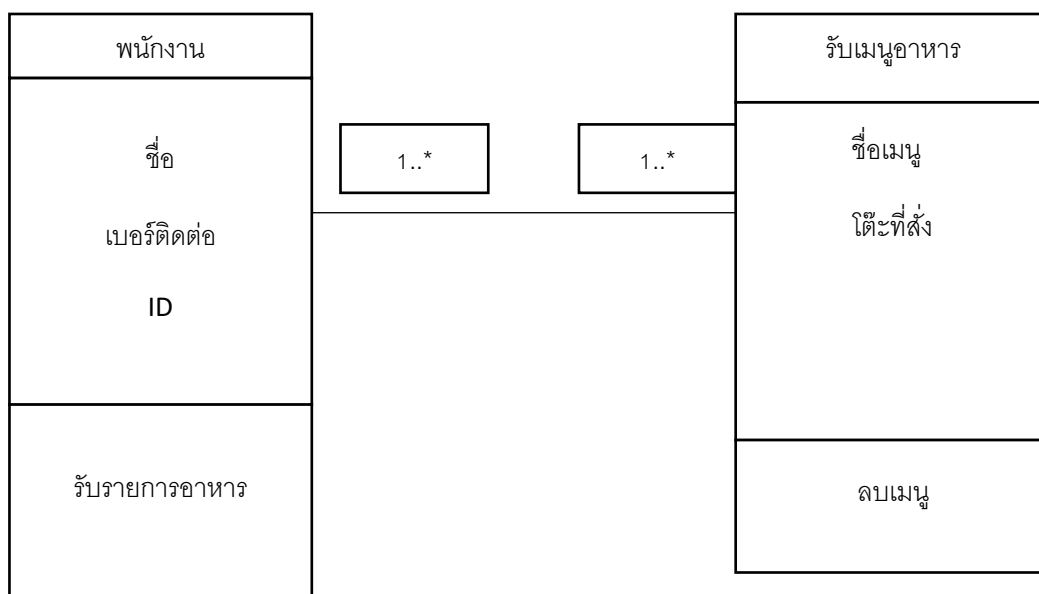 พนักงาน
ชื่อ
เบอร์ติดต่อ
ID
รับรายการอาหาร
1..*
1..*
รับเมนูอาหาร
ชื่อเมนู
โต๊ะที่สั่ง
ลบเมนู